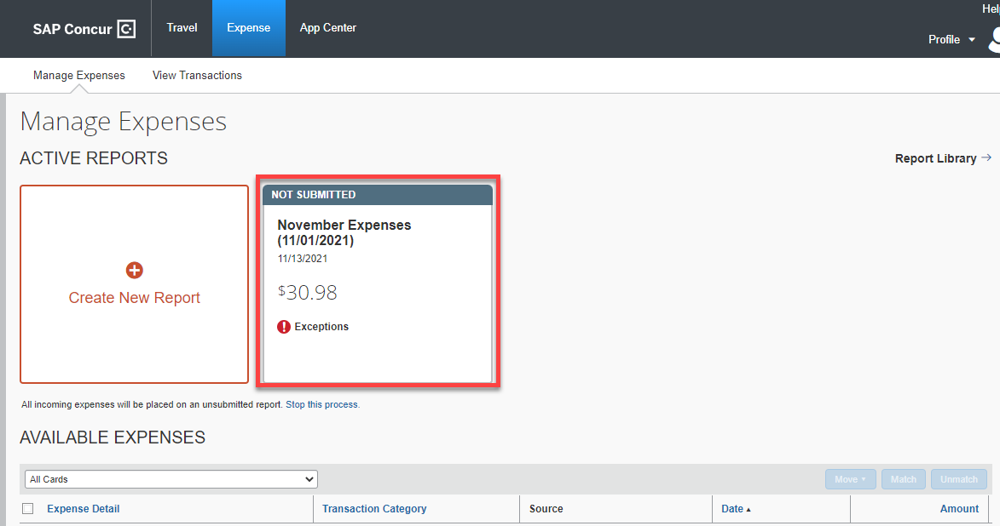 Help
SAP Concur C
Travel
Expense
App Center
Profile
Manage Expenses
View Transactions
Manage Expenses
ACTIVE REPORTS
Report Library →
NOT SUBMITTED
November Expenses
(11/01/2021)
11/13/2021
$30.98
Exceptions
Create New Report
All incoming expenses will be placed on an unsubmitted report. Stop this process.
AVAILABLE EXPENSES
All Cards
Move
Match
Unmatch
Expense Detail
Transaction Category
Source
Date
Amount